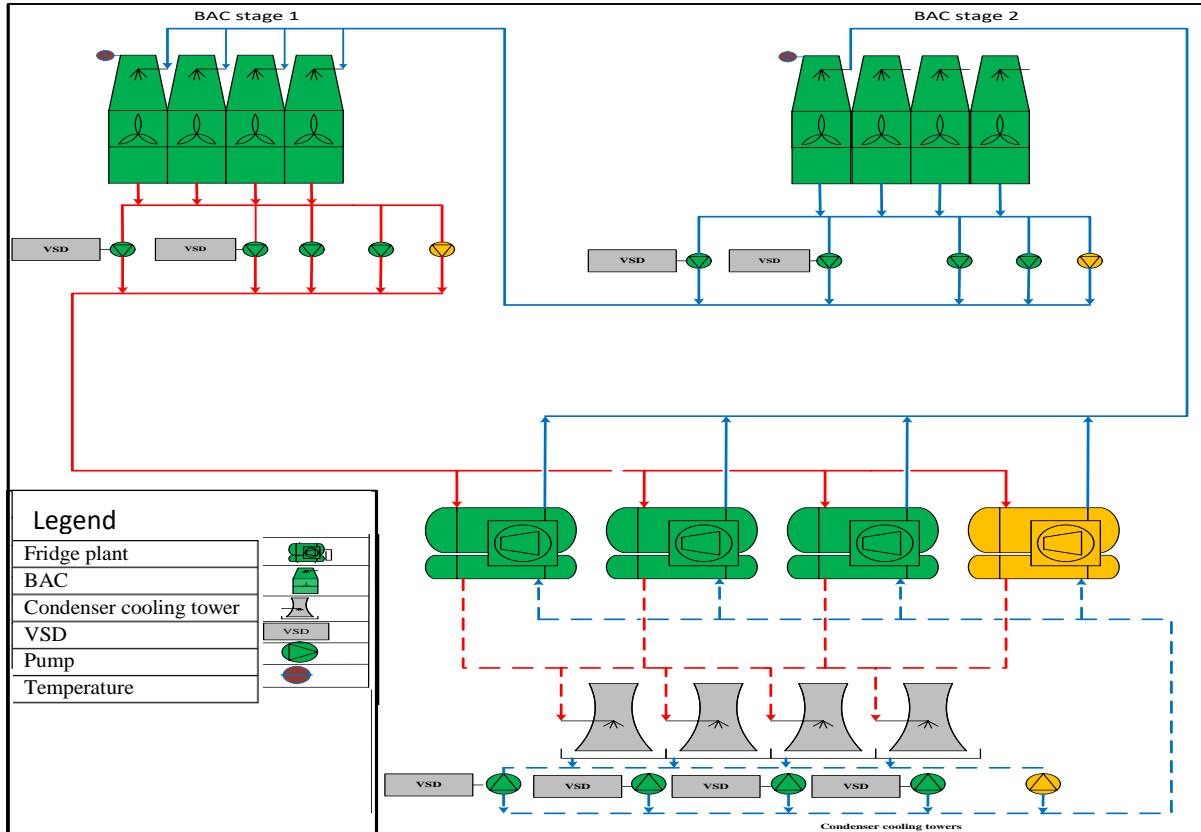 BAC stage 1
BAC stage 2
VSD
VSD
VSD
VSD
Legend
Fridge plant
BAC
Condenser cooling tower
VSD
VSD
Pump
Temperature
VSD
VSD
VSD
VSD
Condenser cooling towers